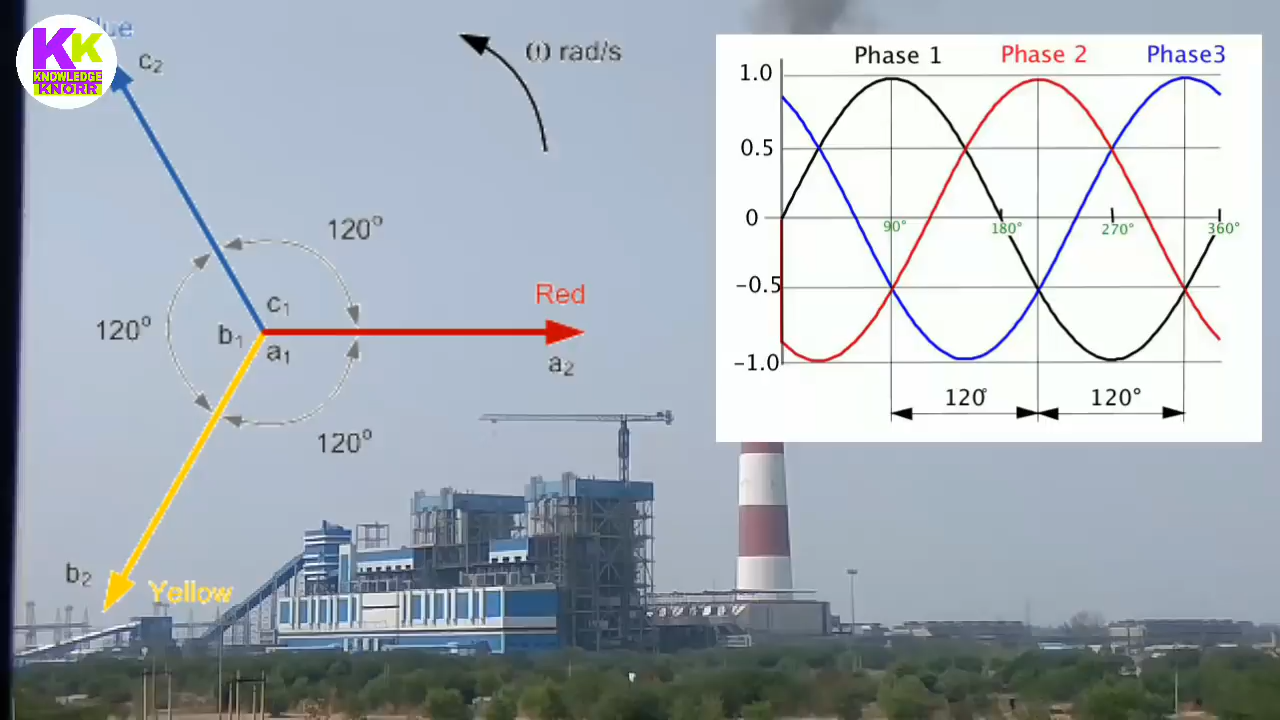 Blue
KK
KNOWLEDGE
KNORR
c2
ω rad/s
120°
120°
c1
b1
a1
Red
a2
120°
b2
Yellow
Phase 1 Phase 2 Phase3
1.0
0.5
0
90° 180° 270° 360°
−0.5
−1.0
120° 120°